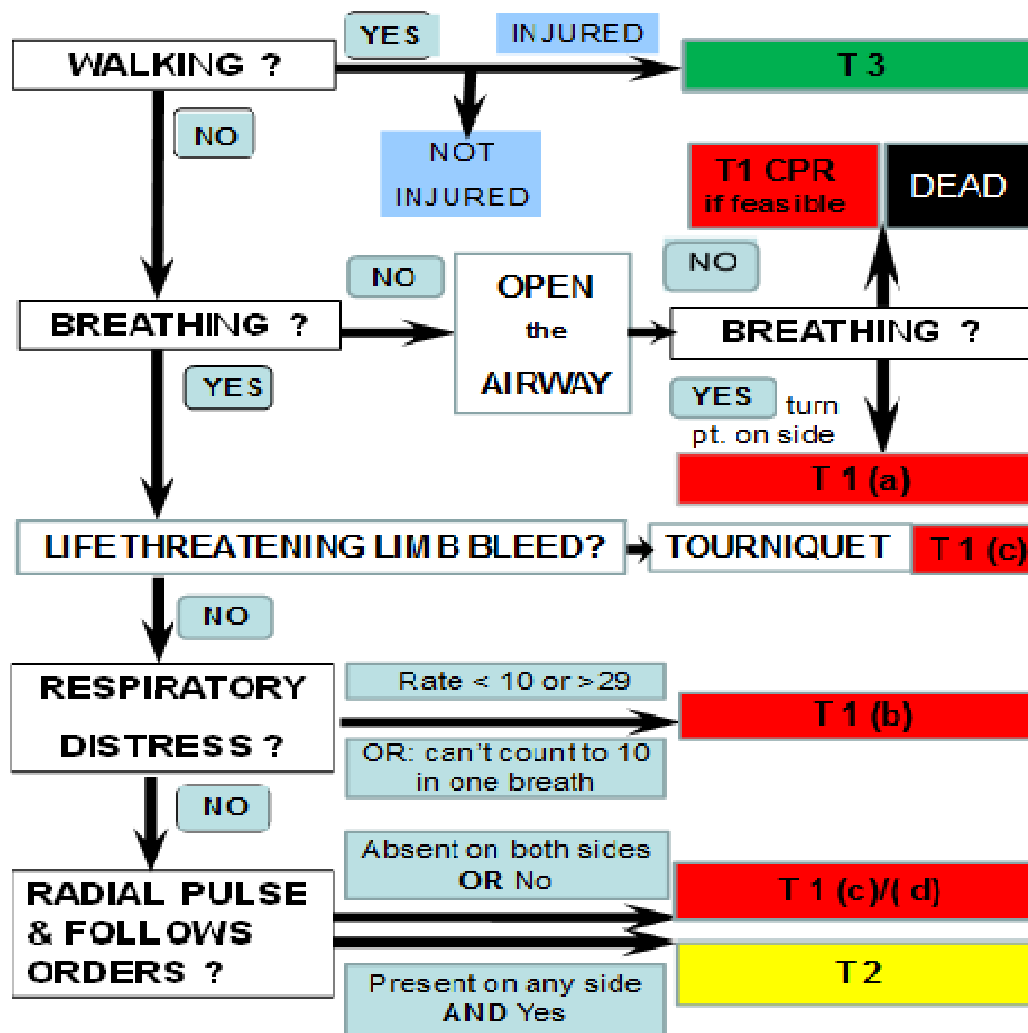 YES
INJURED
WALKING ?
T 3
NO
NOT
INJURED
T1 CPR
if feasible
DEAD
NO
OPEN
the
AIRWAY
NO
BREATHING ?
BREATHING ?
YES
YES turn
pt. on side
T 1 (a)
LIFE THREATENING LIMB BLEED?
TOURNIQUET
T 1 (c)
NO
RESPIRATORY
DISTRESS ?
Rate < 10 or > 29
T 1 (b)
OR: can't count to 10
in one breath
NO
Absent on both sides
OR No
RADIAL PULSE
& FOLLOWS
ORDERS ?
T 1 (c)/( d)
T 2
Present on any side
AND Yes